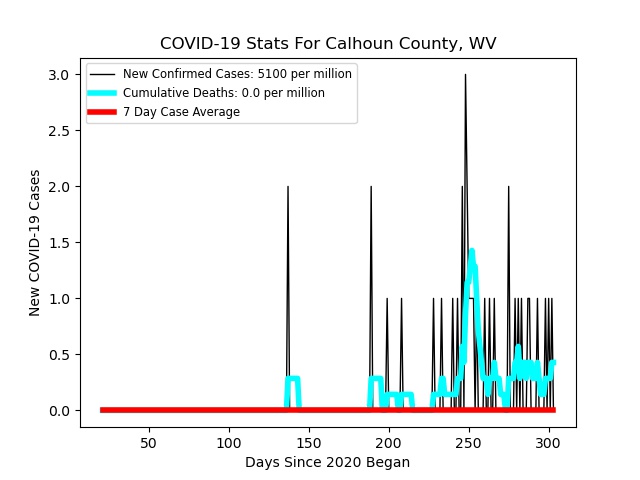 COVID-19 Stats For Calhoun County, WV
New Confirmed Cases: 5100 per million
Cumulative Deaths: 0.0 per million
7 Day Case Average
New COVID-19 Cases
3.0
2.5
2.0
1.5
1.0
0.5
0.0
50 100 150 200 250 300
Days Since 2020 Began